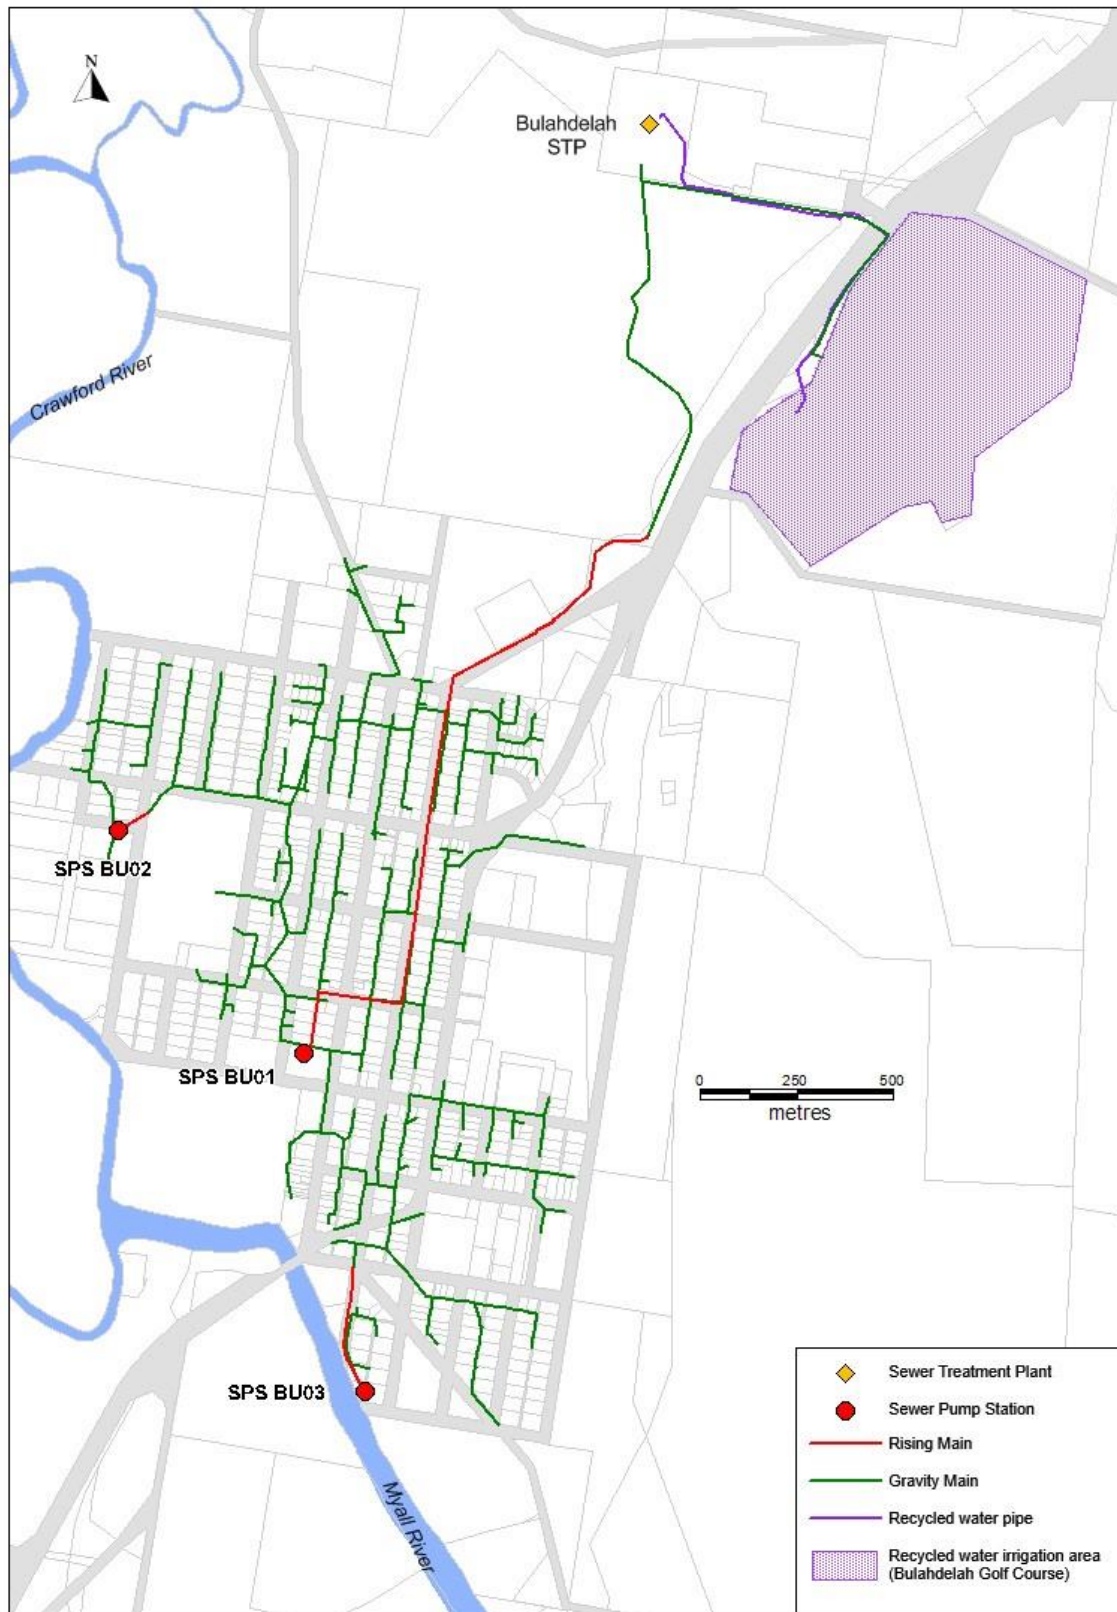 N
Bulahdelah
STP
Crawford River
SPS BU02
SPS BU01
0 250 500
metres
SPS BU03
Myall River
Sewer Treatment Plant
Sewer Pump Station
Rising Main
Gravity Main
Recycled water pipe
Recycled water irrigation area
(Bulahdelah Golf Course)